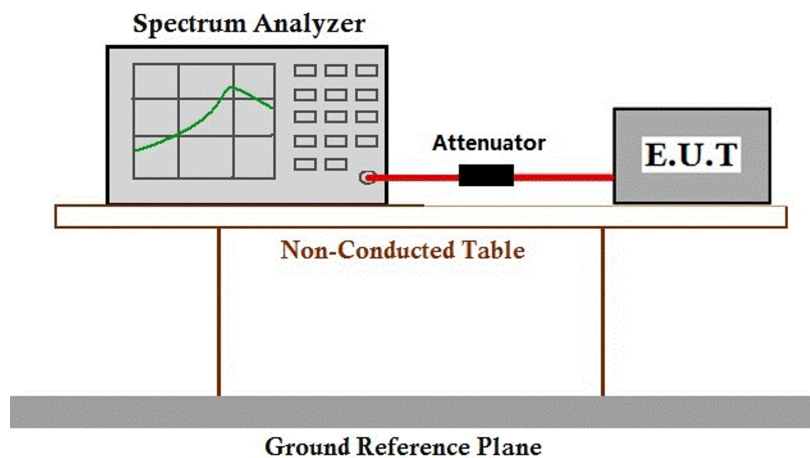 Spectrum Analyzer
Attenuator
E.U.T
Non-Conducted Table
Ground Reference Plane